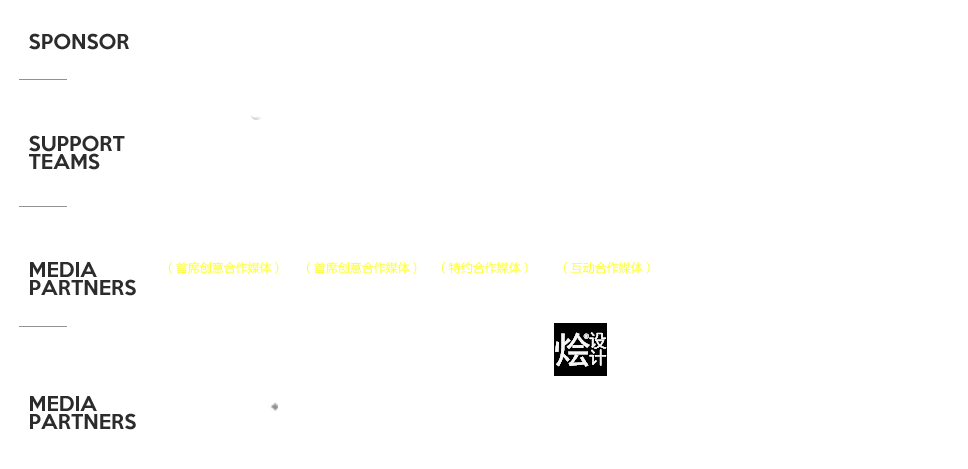 SPONSOR
SUPPORT
TEAMS
MEDIA
PARTNERS
（首席创意合作媒体）
（首席创意合作媒体）
（特约合作媒体）
（互动合作媒体）
烩设计
MEDIA
PARTNERS